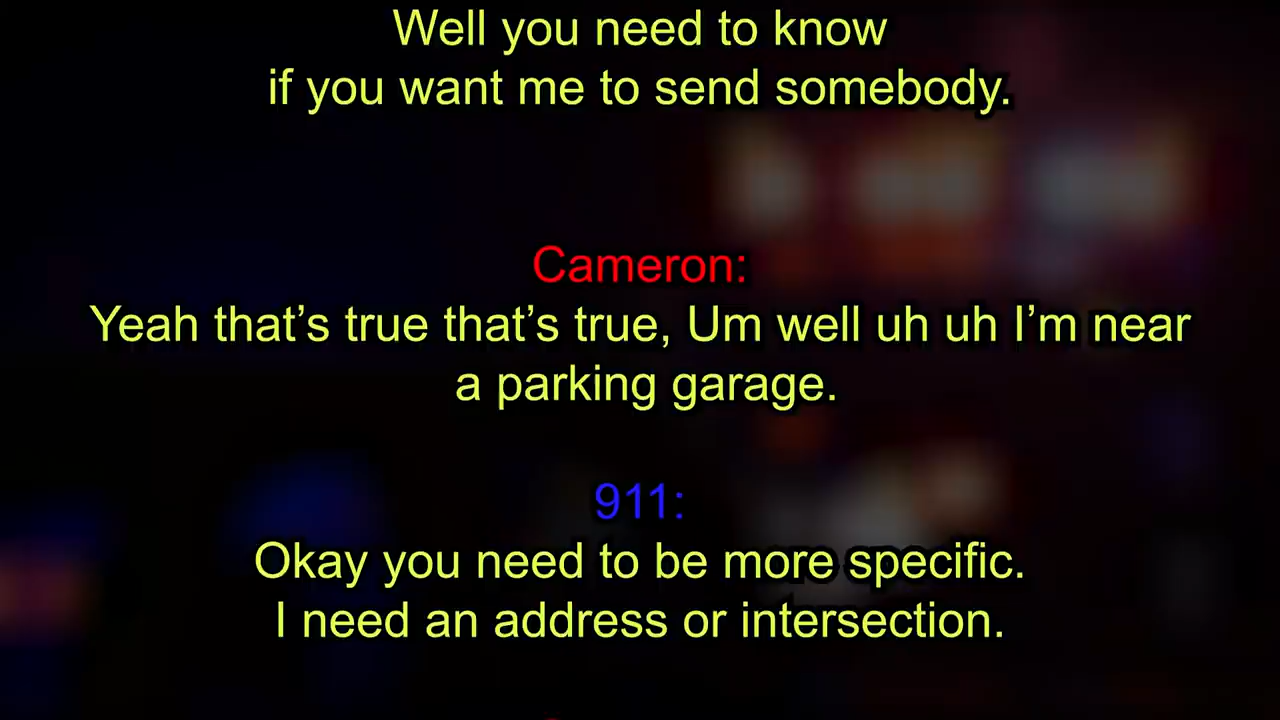 Well you need to know
if you want me to send somebody.
Cameron:
Yeah that’s true that’s true, Um well uh uh I’m near
a parking garage.
911:
Okay you need to be more specific.
I need an address or intersection.